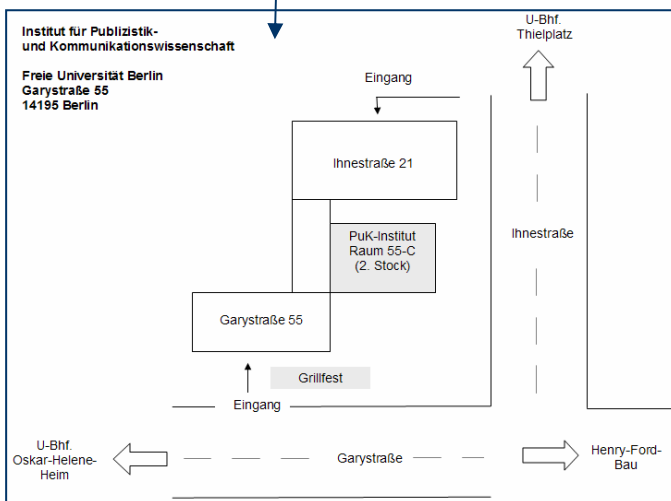 Institut für Publizistik-
und Kommunikationswissenschaft
Freie Universität Berlin
Garystraße 55
14195 Berlin
U-Bhf.
Thielplatz
Eingang
Ihnestraße 21
Ihnestraße
PuK-Institut
Raum 55-C
(2. Stock)
Garystraße 55
Grillfest
Eingang
U-Bhf.
Oskar-Helene-
Heim
Garystraße
Henry-Ford-
Bau